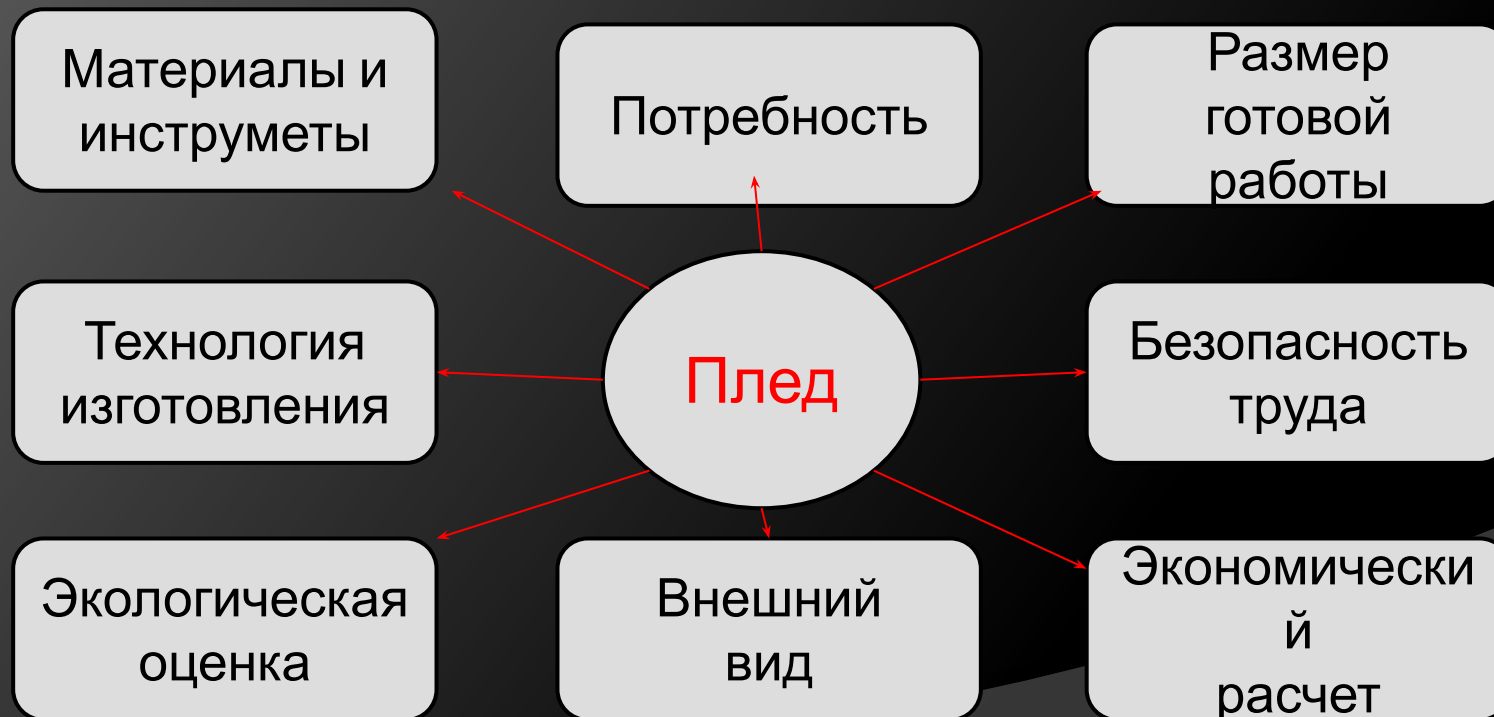 Материалы и
инструметы
Потребность
Размер
готовой
работы
Технология
изготовления
Плед
Безопасность
труда
Экологическая
оценка
Внешний
вид
Экономически
й
расчет